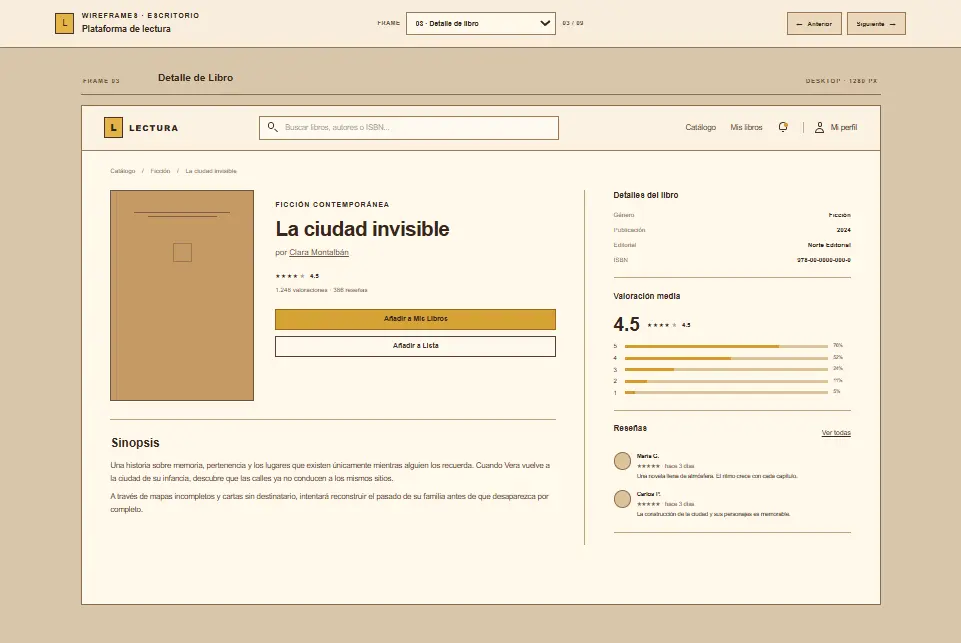 L
WIREFRAMES · ESCRITORIO
Plataforma de lectura
FRAME
03 · Detalle de libro
03 / 09
← Anterior
Siguiente →
FRAME 03
Detalle de Libro
DESKTOP · 1280 PX
L LECTURA
Buscar libros, autores o ISBN...
Catálogo
Mis libros
Mi perfil
Catálogo / Ficción / La ciudad invisible
FICCIÓN CONTEMPORÁNEA
La ciudad invisible
por Clara Montalbán
★★★★★ 4.5
1.248 valoraciones · 386 reseñas
Añadir a Mis Libros
Añadir a Lista
Sinopsis
Una historia sobre memoria, pertenencia y los lugares que existen únicamente mientras alguien los recuerda. Cuando Vera vuelve a
la ciudad de su infancia, descubre que las calles ya no conducen a los mismos sitios.
A través de mapas incompletos y cartas sin destinatario, intentará reconstruir el pasado de su familia antes de que desaparezca por
completo.
Detalles del libro
Género Ficción
Publicación 2024
Editorial Norte Editorial
ISBN 978-00-0000-000-0
Valoración media
4.5 ★★★★★ 4.5
5 76%
4 52%
3 24%
2 11%
1 5%
Reseñas
Ver todas
María G.
★★★★★ hace 3 días
Una novela llena de atmósfera. El ritmo crece con cada capítulo.
Carlos P.
★★★★★ hace 3 días
La construcción de la ciudad y sus personajes es memorable.